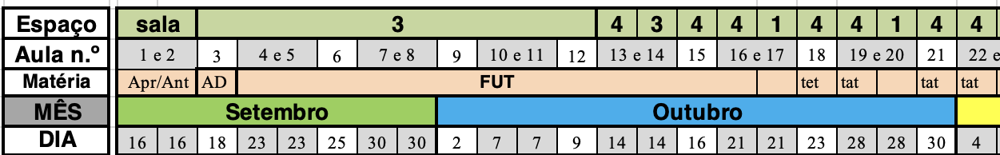 Espaço sala 3 4 3 4 4 1 4 4 1 4 4
Aula n.º 1 e 2 3 4 e 5 6 7 e 8 9 10 e 11 12 13 e 14 15 16 e 17 18 19 e 20 21 22 e
Matéria Apr/Ant AD FUT tet tat tat tat
MÊS Setembro Outubro
DIA 16 16 18 23 23 25 30 30 2 7 7 9 14 14 16 21 21 23 28 28 30 4